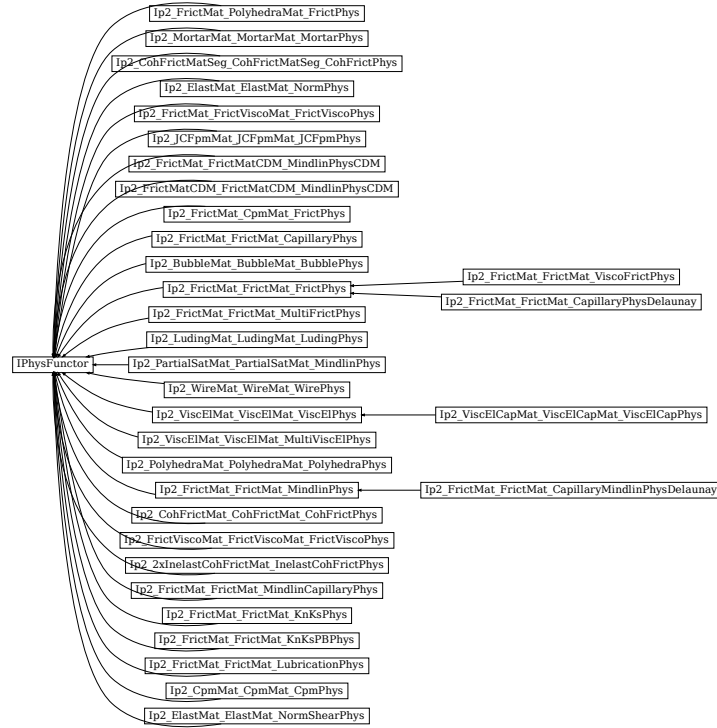 Ip2_FrictMat_PolyhedraMat_FrictPhys
Ip2_MortarMat_MortarMat_MortarPhys
Ip2_CohFrictMatSeg_CohFrictMatSeg_CohFrictPhys
Ip2_ElastMat_ElastMat_NormPhys
Ip2_FrictMat_FrictViscoMat_FrictViscoPhys
Ip2_JCFpmMat_JCFpmMat_JCFpmPhys
Ip2_FrictMat_FrictMatCDM_MindlinPhysCDM
Ip2_FrictMatCDM_FrictMatCDM_MindlinPhysCDM
Ip2_FrictMat_CpmMat_FrictPhys
Ip2_FrictMat_FrictMat_CapillaryPhys
Ip2_BubbleMat_BubbleMat_BubblePhys
Ip2_FrictMat_FrictMat_ViscoFrictPhys
Ip2_FrictMat_FrictMat_FrictPhys
Ip2_FrictMat_FrictMat_CapillaryPhysDelaunay
Ip2_FrictMat_FrictMat_MultiFrictPhys
Ip2_LudingMat_LudingMat_LudingPhys
IPhysFunctor
Ip2_PartialSatMat_PartialSatMat_MindlinPhys
Ip2_WireMat_WireMat_WirePhys
Ip2_ViscElMat_ViscElMat_ViscElPhys
Ip2_ViscElCapMat_ViscElCapMat_ViscElCapPhys
Ip2_ViscElMat_ViscElMat_MultiViscElPhys
Ip2_PolyhedraMat_PolyhedraMat_PolyhedraPhys
Ip2_FrictMat_FrictMat_MindlinPhys
Ip2_FrictMat_FrictMat_CapillaryMindlinPhysDelaunay
Ip2_CohFrictMat_CohFrictMat_CohFrictPhys
Ip2_FrictViscoMat_FrictViscoMat_FrictViscoPhys
Ip2_2xInelastCohFrictMat_InelastCohFrictPhys
Ip2_FrictMat_FrictMat_MindlinCapillaryPhys
Ip2_FrictMat_FrictMat_KnKsPhys
Ip2_FrictMat_FrictMat_KnKsPBPhys
Ip2_FrictMat_FrictMat_LubricationPhys
Ip2_CpmMat_CpmMat_CpmPhys
Ip2_ElastMat_ElastMat_NormShearPhys